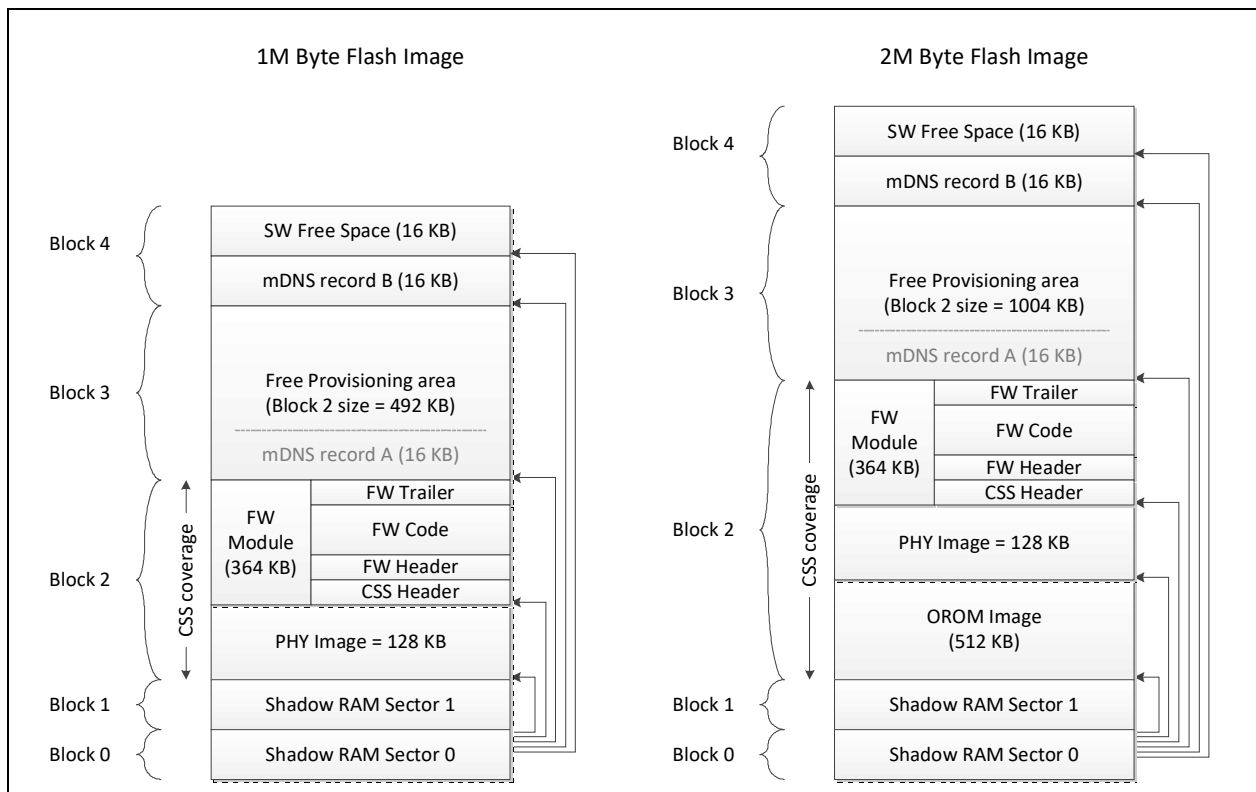 1M Byte Flash Image
Block 4
SW Free Space (16 KB)
mDNS record B (16 KB)
Block 3
Free Provisioning area
(Block 2 size = 492 KB)
mDNS record A (16 KB)
Block 2
CSS coverage
FW
Module
(364 KB)
FW Trailer
FW Code
FW Header
CSS Header
PHY Image = 128 KB
Block 1
Shadow RAM Sector 1
Block 0
Shadow RAM Sector 0
2M Byte Flash Image
Block 4
SW Free Space (16 KB)
mDNS record B (16 KB)
Block 3
Free Provisioning area
(Block 2 size = 1004 KB)
mDNS record A (16 KB)
Block 2
CSS coverage
FW
Module
(364 KB)
FW Trailer
FW Code
FW Header
CSS Header
PHY Image = 128 KB
OROM Image
(512 KB)
Block 1
Shadow RAM Sector 1
Block 0
Shadow RAM Sector 0